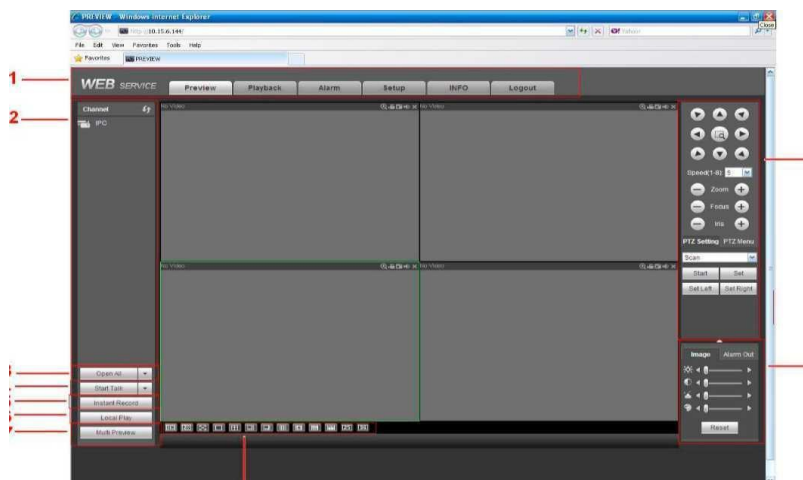 PREVIEW - Windows Internet Explorer
Close
http://10.15.6.144/
Yahoo!
File Edit View Favorites Tools Help
Favorites PREVIEW
1
WEB SERVICE Preview Playback Alarm Setup INFO Logout
2
Channel
IPC
No Video
No Video
No Video
No Video
Speed(1-8): 5
Zoom
Focus
Iris
PTZ Setting PTZ Menu
Scan
Start Set
Set Left Set Right
Open All
Start Talk
Instant Record
Local Play
Multi Preview
Image Alarm Out
Reset